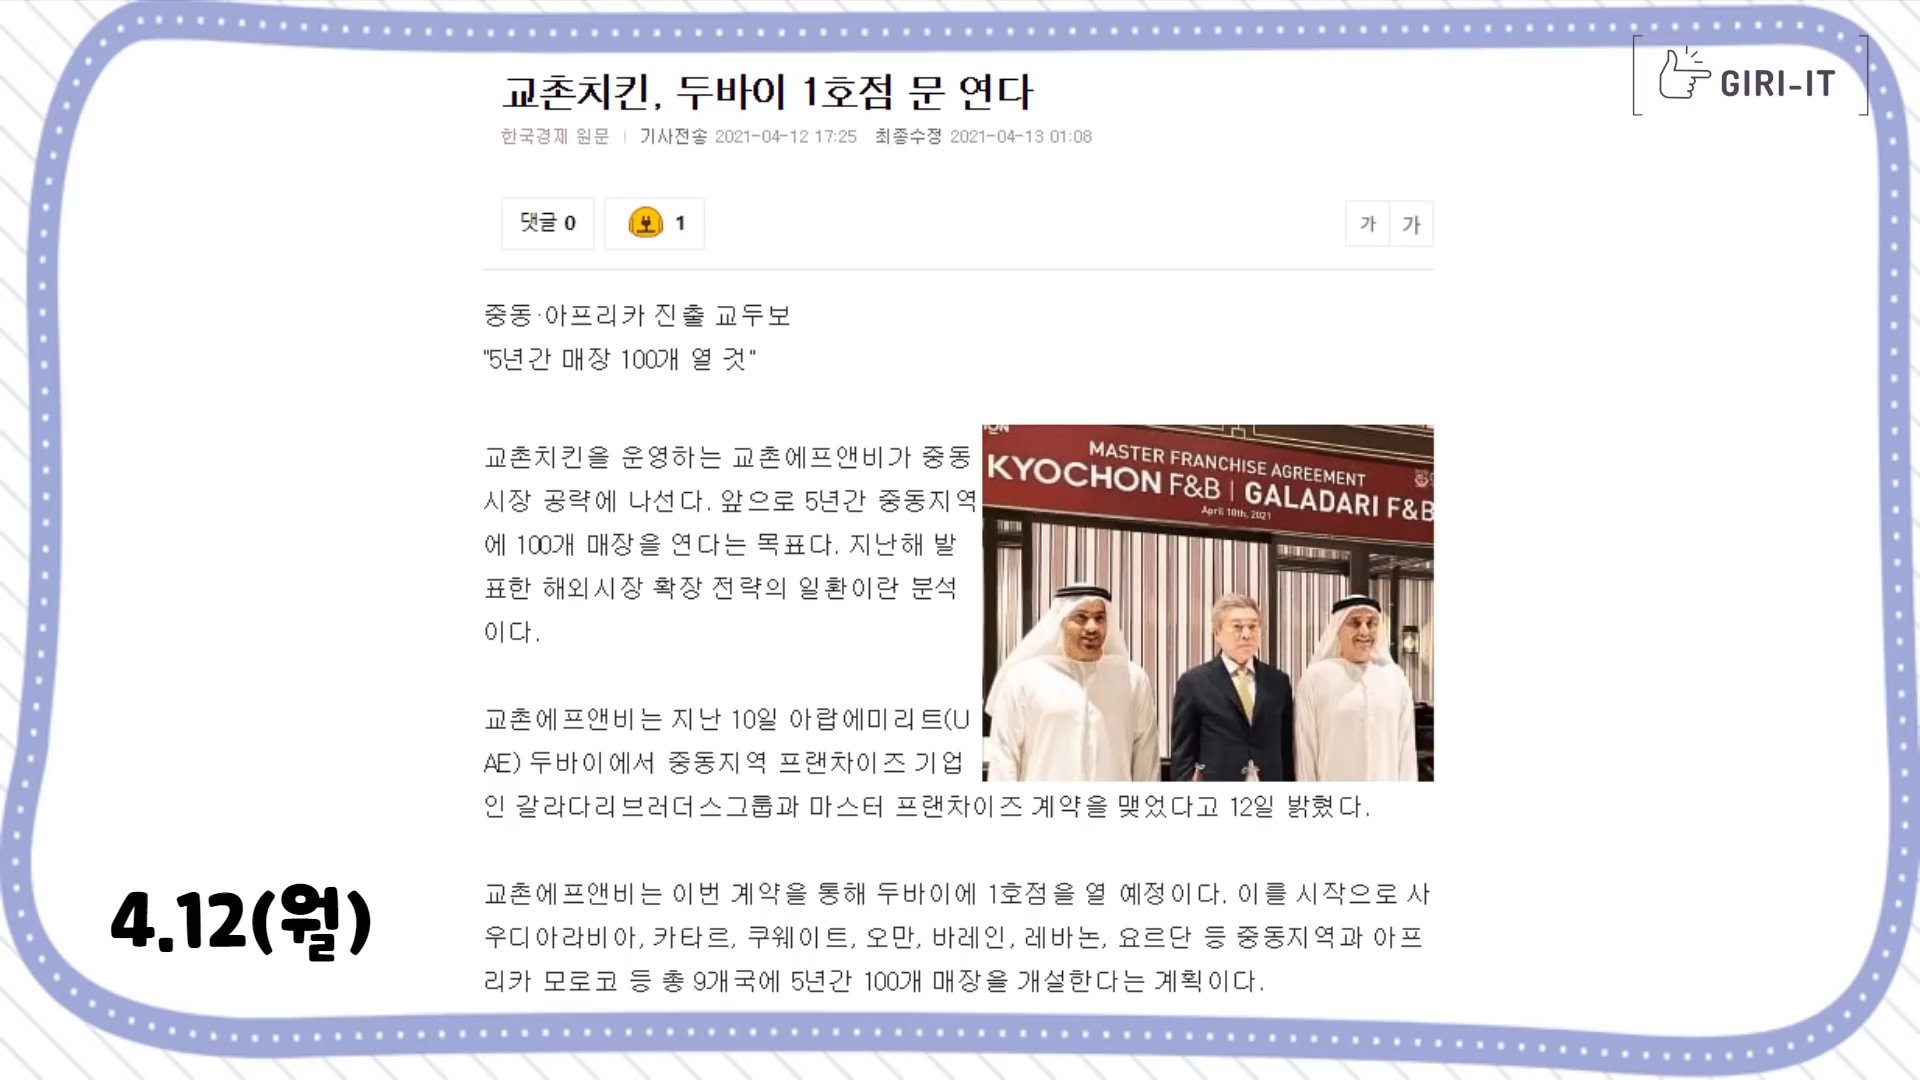 GIRI-IT
교촌치킨, 두바이 1호점 문 연다
한국경제 원문 | 기사전송 2021-04-12 17:25 최종수정 2021-04-13 01:08
댓글 0
1
가 가
중동·아프리카 진출 교두보
"5년간 매장 100개 열 것"
교촌치킨을 운영하는 교촌에프앤비가 중동
시장 공략에 나선다. 앞으로 5년간 중동지역
에 100개 매장을 연다는 목표다. 지난해 발
표한 해외시장 확장 전략의 일환이란 분석
이다.
MASTER FRANCHISE AGREEMENT
KYOCHON F&B | GALADARI F&B
April 10th, 2021
교촌에프앤비는 지난 10일 아랍에미리트(U
AE) 두바이에서 중동지역 프랜차이즈 기업
인 갈라다리브러더스그룹과 마스터 프랜차이즈 계약을 맺었다고 12일 밝혔다.
교촌에프앤비는 이번 계약을 통해 두바이에 1호점을 열 예정이다. 이를 시작으로 사
우디아라비아, 카타르, 쿠웨이트, 오만, 바레인, 레바논, 요르단 등 중동지역과 아프
리카 모로코 등 총 9개국에 5년간 100개 매장을 개설한다는 계획이다.
4.12(월)